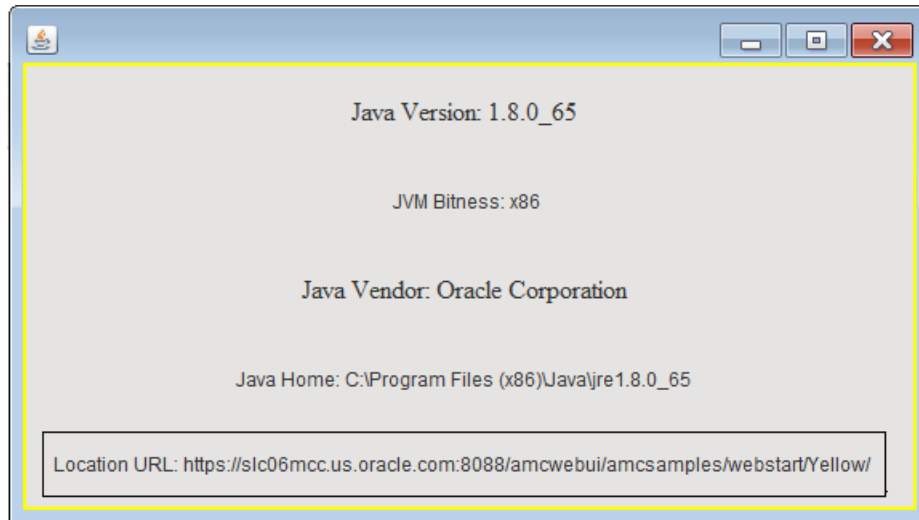 Java Version: 1.8.0_65
JVM Bitness: x86
Java Vendor: Oracle Corporation
Java Home: C:\Program Files (x86)\Java\jre1.8.0_65
Location URL: https://slc06mcc.us.oracle.com:8088/amcwebui/amcsamples/webstart/Yellow/